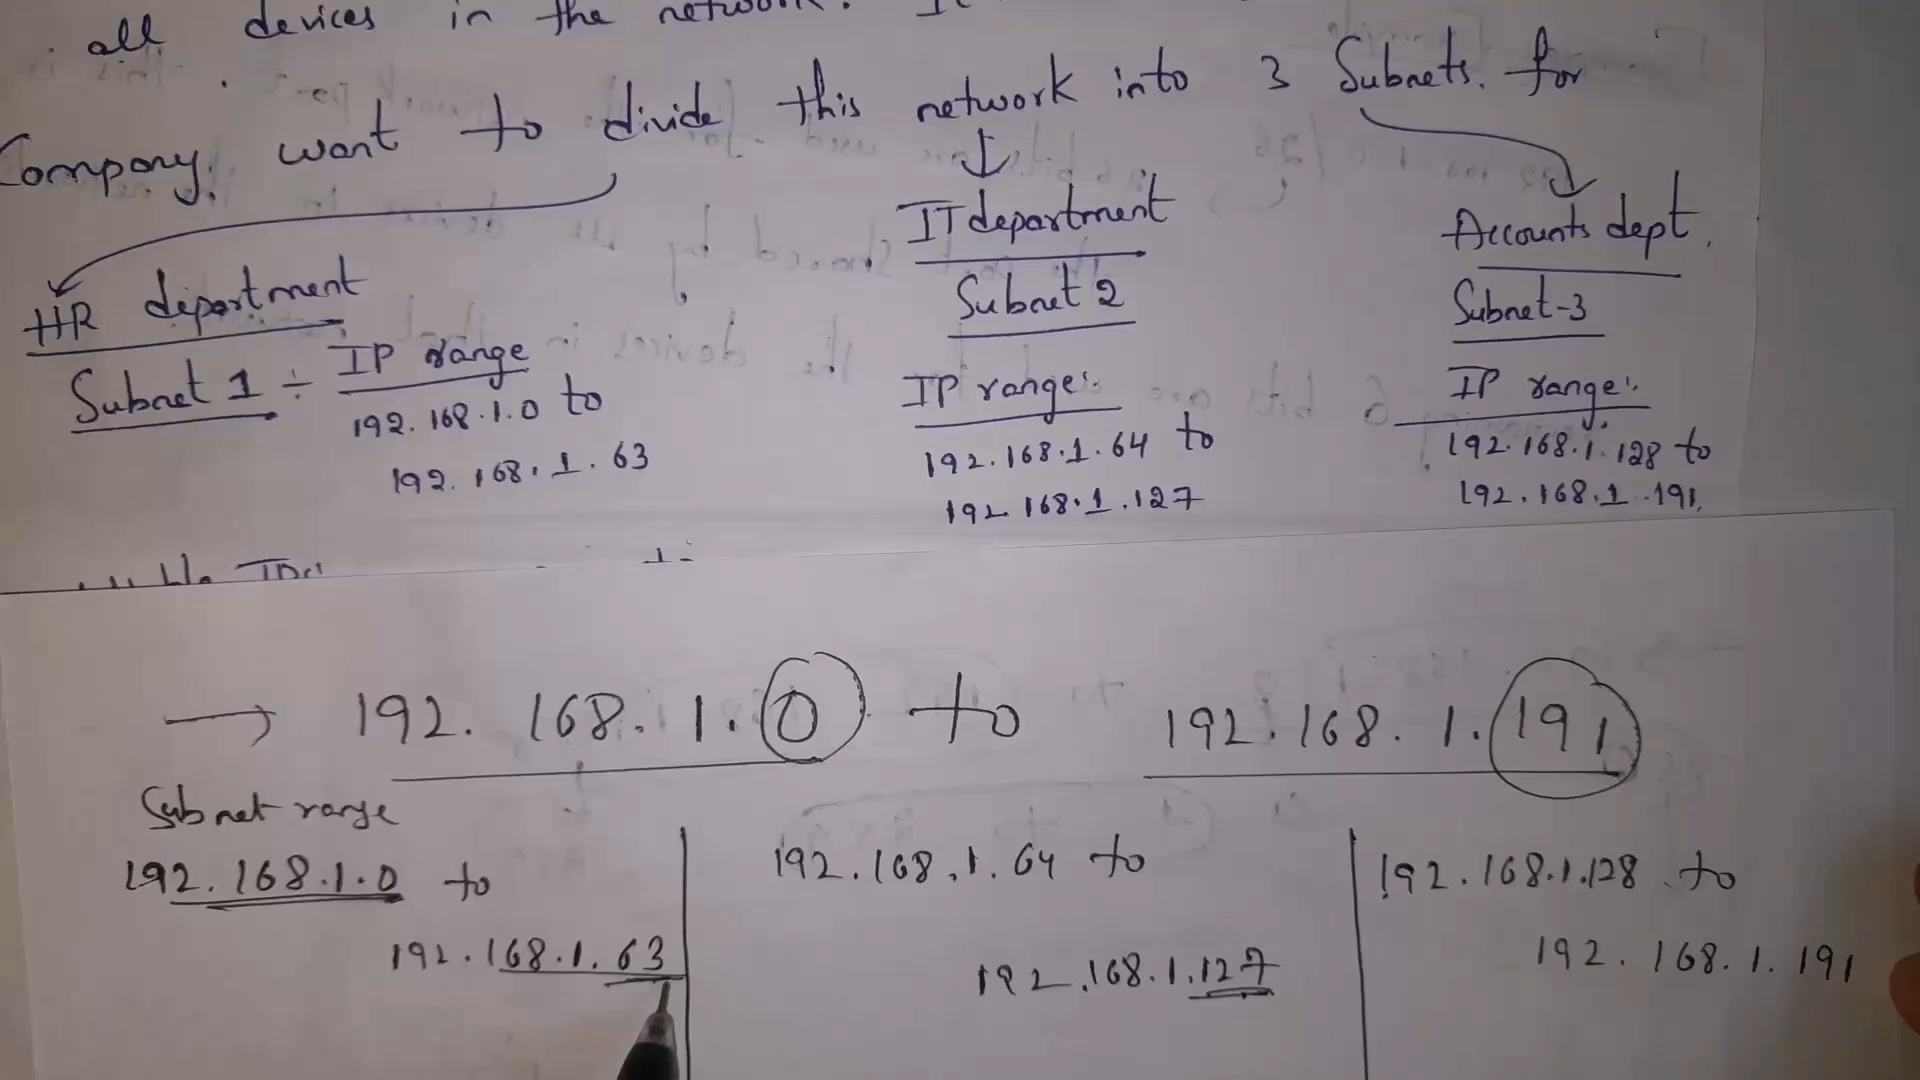 all devices in the network.
Company want to divide this network into 3 Subnets. for
HR department
Subnet 1 ÷ IP range
192.168.1.0 to
192.168.1.63
IT department
Subnet 2
IP range:
192.168.1.64 to
192.168.1.127
Accounts dept.
Subnet-3
IP range:
192.168.1.128 to
192.168.1.191
→ 192.168.1.0 to 192.168.1.191
Subnet range
192.168.1.0 to
192.168.1.63
192.168.1.64 to
192.168.1.127
192.168.1.128 to
192.168.1.191